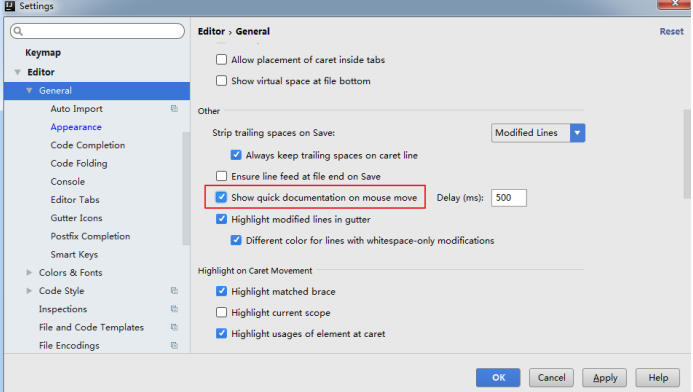 IJ Settings
Editor › General
Reset
Keymap
Editor
General
Auto Import
Appearance
Code Completion
Code Folding
Console
Editor Tabs
Gutter Icons
Postfix Completion
Smart Keys
Colors & Fonts
Code Style
Inspections
File and Code Templates
File Encodings
Allow placement of caret inside tabs
Show virtual space at file bottom
Other
Strip trailing spaces on Save: Modified Lines
Always keep trailing spaces on caret line
Ensure line feed at file end on Save
Show quick documentation on mouse move Delay (ms): 500
Highlight modified lines in gutter
Different color for lines with whitespace-only modifications
Highlight on Caret Movement
Highlight matched brace
Highlight current scope
Highlight usages of element at caret
OK Cancel Apply Help